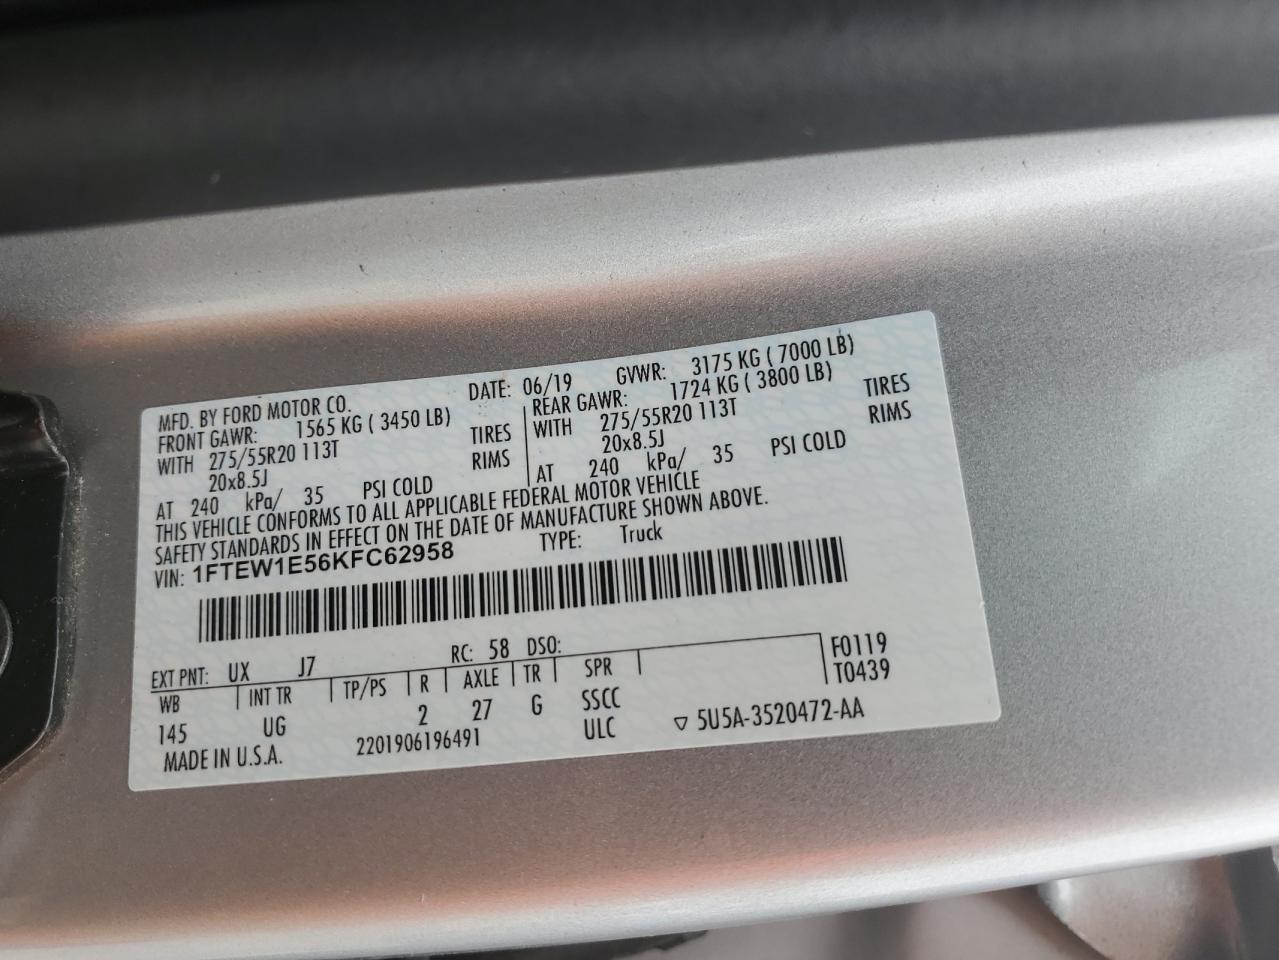 MFD. BY FORD MOTOR CO. DATE: 06/19 GVWR: 3175 KG ( 7000 LB)
FRONT GAWR: 1565 KG ( 3450 LB) REAR GAWR: 1724 KG ( 3800 LB)
WITH 275/55R20 113T TIRES WITH 275/55R20 113T TIRES
20x8.5J RIMS 20x8.5J RIMS
AT 240 kPa/ 35 PSI COLD AT 240 kPa/ 35 PSI COLD
THIS VEHICLE CONFORMS TO ALL APPLICABLE FEDERAL MOTOR VEHICLE
SAFETY STANDARDS IN EFFECT ON THE DATE OF MANUFACTURE SHOWN ABOVE.
VIN: 1FTEW1E56KFC62958 TYPE: Truck
EXT PNT: UX J7 RC: 58 DSO: F0119
WB INT TR TP/PS R AXLE TR SPR T0439
145 UG 2 27 G SSCC
MADE IN U.S.A. 2201906196491 ULC ▽ 5U5A-3520472-AA